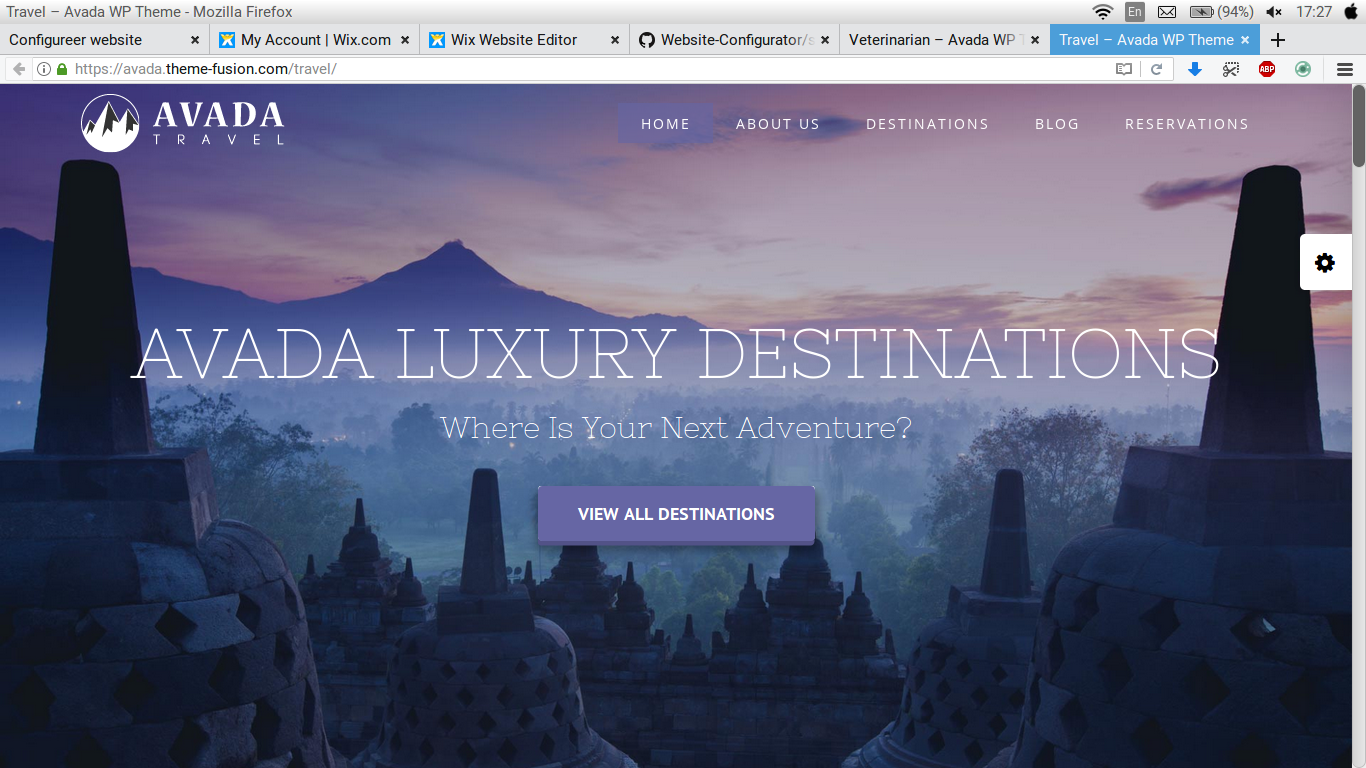 Travel – Avada WP Theme - Mozilla Firefox
En
(94%)
17:27
Configureer website
My Account | Wix.com
Wix Website Editor
Website-Configurator/s
Veterinarian – Avada WP T
Travel – Avada WP Theme
https://avada.theme-fusion.com/travel/
ABP
AVADA
TRAVEL
HOME
ABOUT US
DESTINATIONS
BLOG
RESERVATIONS
AVADA LUXURY DESTINATIONS
Where Is Your Next Adventure?
VIEW ALL DESTINATIONS